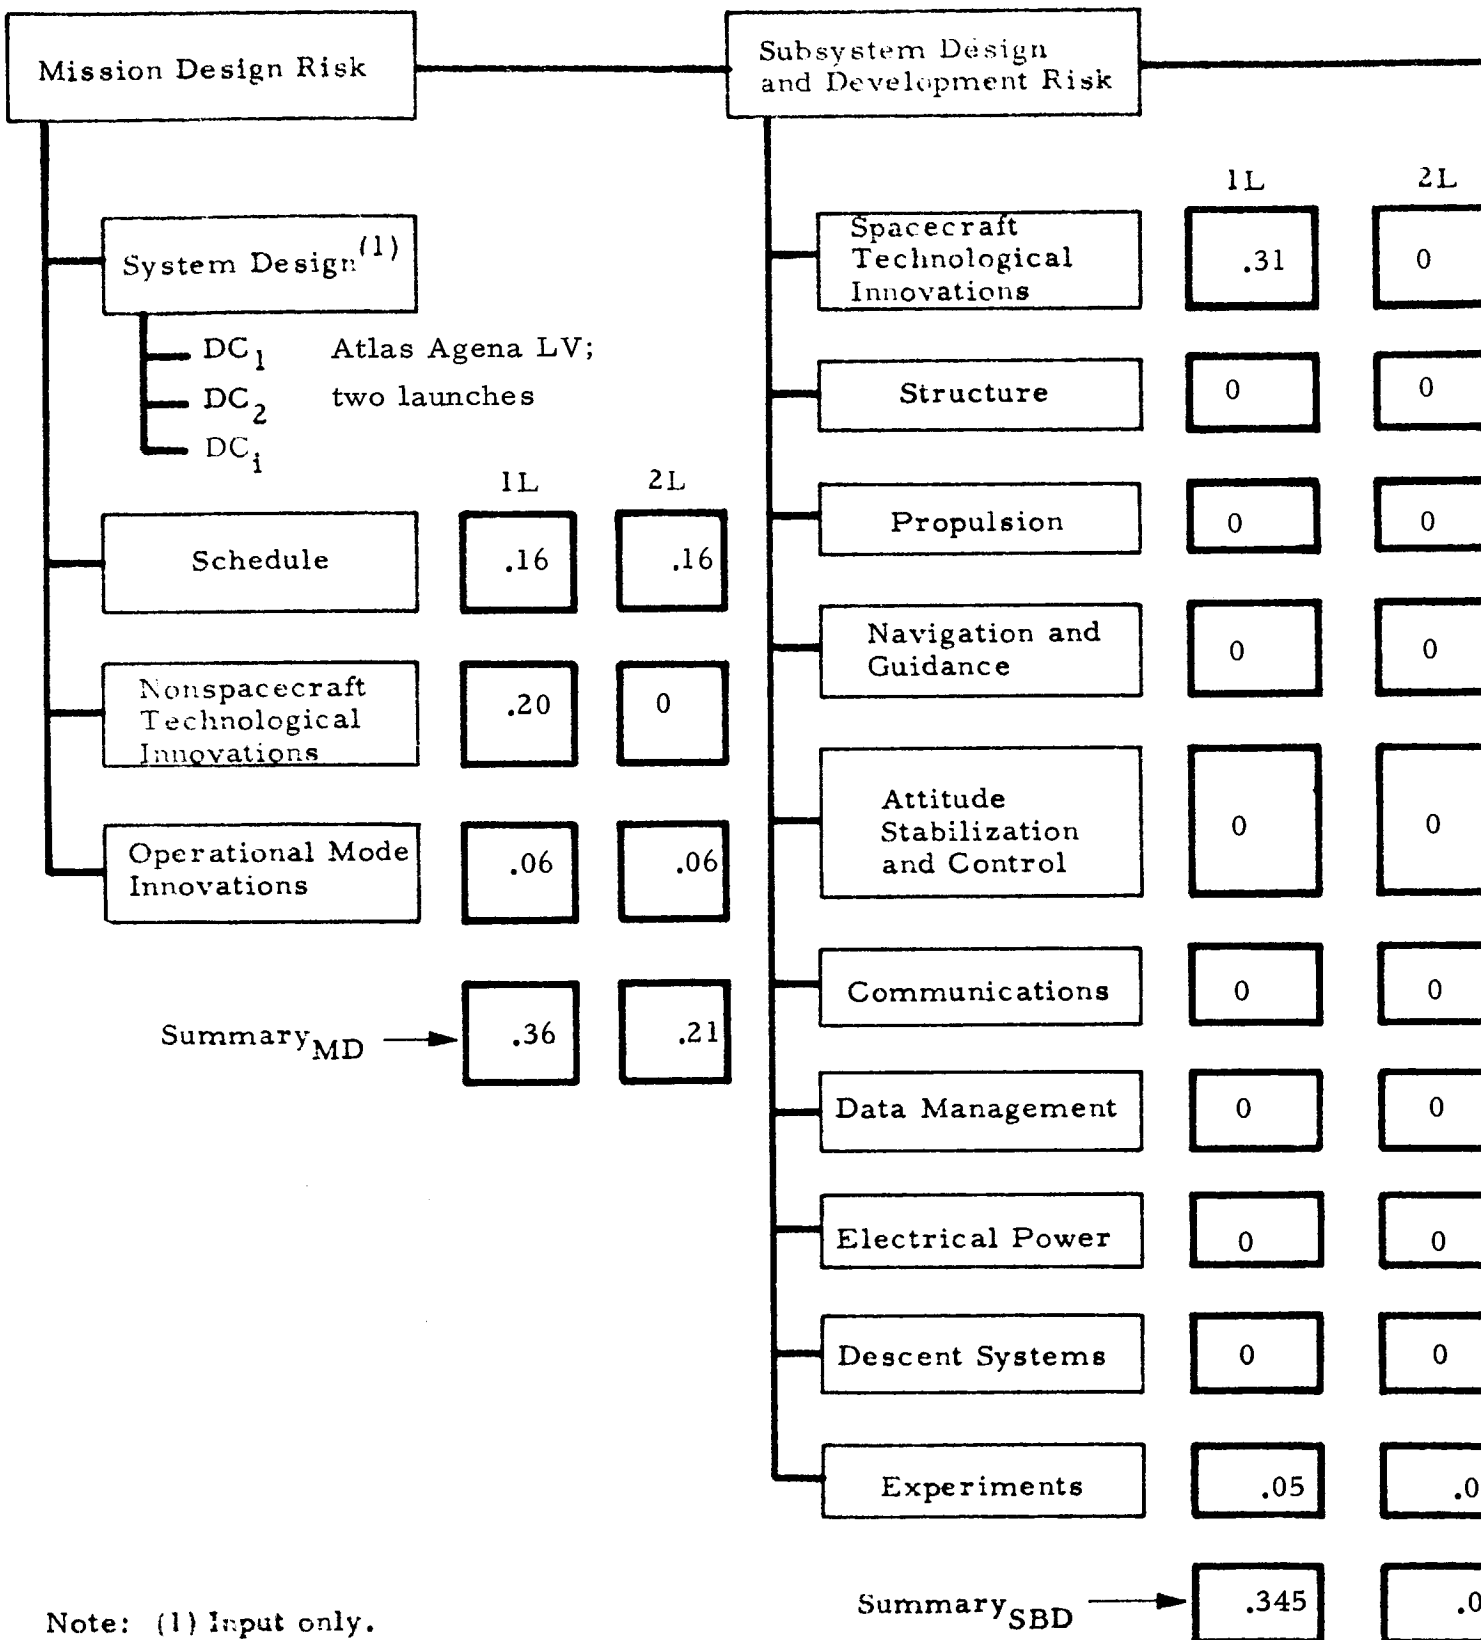 Mission Design Risk
Subsystem Design
and Development Risk
System Design(1)
DC1 Atlas Agena LV;
DC2 two launches
DCi
1L 2L
Schedule .16 .16
Nonspacecraft
Technological
Innovations
.20 0
Operational Mode
Innovations
.06 .06
SummaryMD .36 .21
1L 2L
Spacecraft
Technological
Innovations
.31 0
Structure 0 0
Propulsion 0 0
Navigation and
Guidance
0 0
Attitude
Stabilization
and Control
0 0
Communications 0 0
Data Management 0 0
Electrical Power 0 0
Descent Systems 0 0
Experiments .05 .0
SummarySBD .345 .0
Note: (1) Input only.